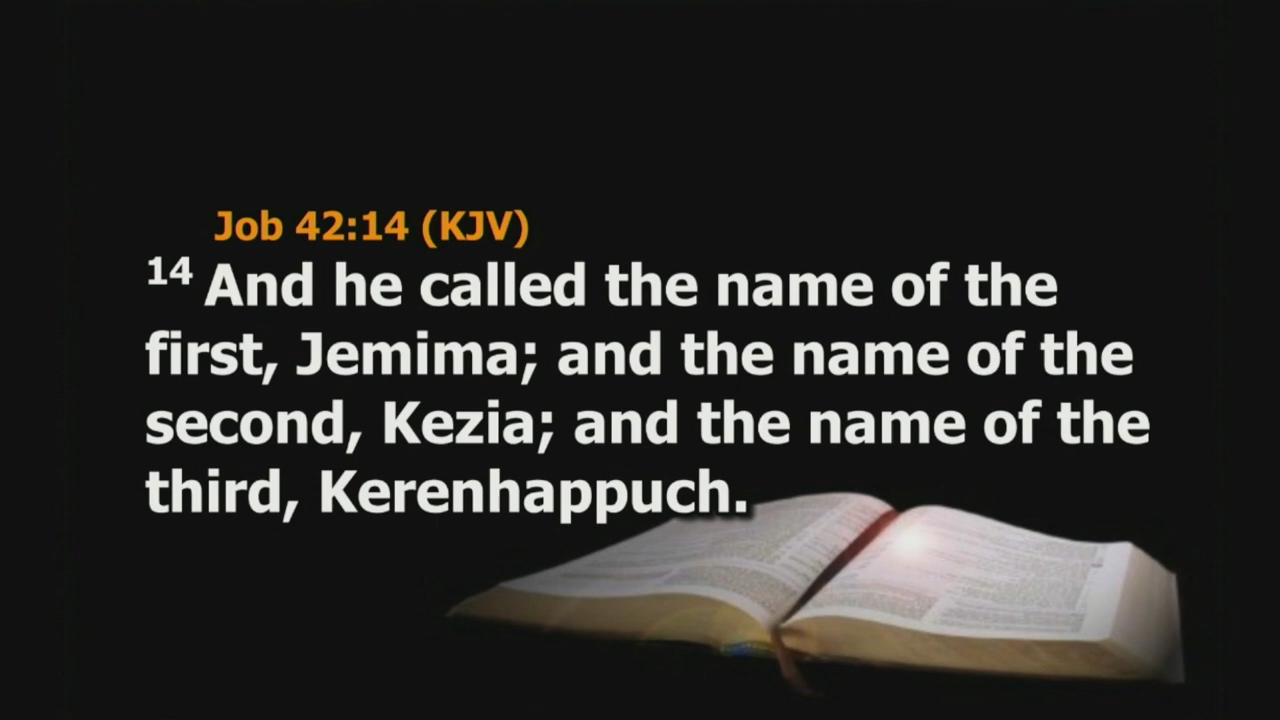 Job 42:14 (KJV)
14 And he called the name of the
first, Jemima; and the name of the
second, Kezia; and the name of the
third, Kerenhappuch.